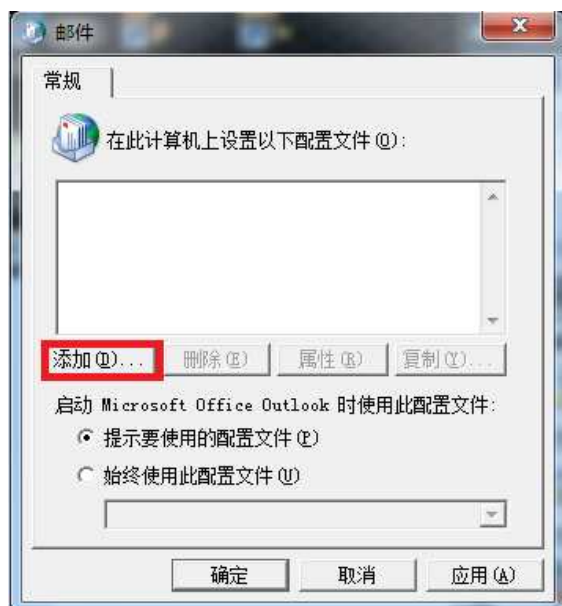 邮件
常规
在此计算机上设置以下配置文件(O):
添加(D)... 删除(E) 属性(R) 复制(Y)...
启动 Microsoft Office Outlook 时使用此配置文件:
提示要使用的配置文件(P)
始终使用此配置文件(U)
确定 取消 应用(A)